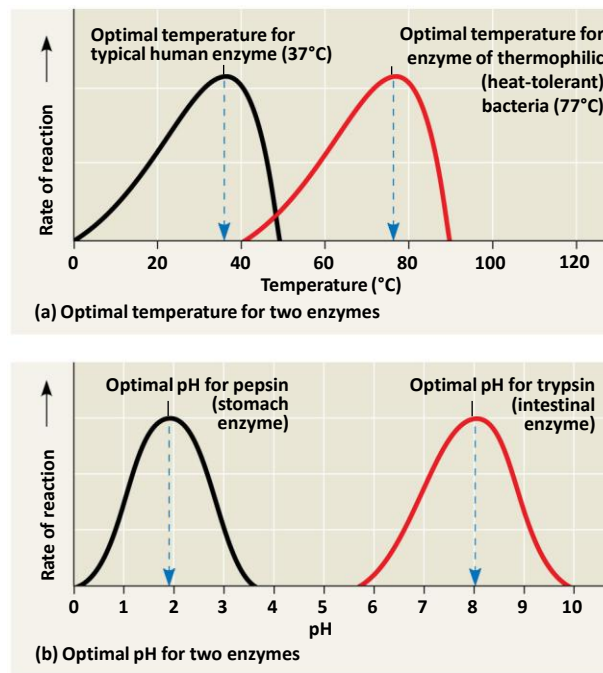 Optimal temperature for
typical human enzyme (37°C)
Optimal temperature for
enzyme of thermophilic
(heat-tolerant)
bacteria (77°C)
Rate of reaction
0 20 40 60 80 100 120
Temperature (°C)
(a) Optimal temperature for two enzymes
Optimal pH for pepsin
(stomach
enzyme)
Optimal pH for trypsin
(intestinal
enzyme)
Rate of reaction
0 1 2 3 4 5 6 7 8 9 10
pH
(b) Optimal pH for two enzymes